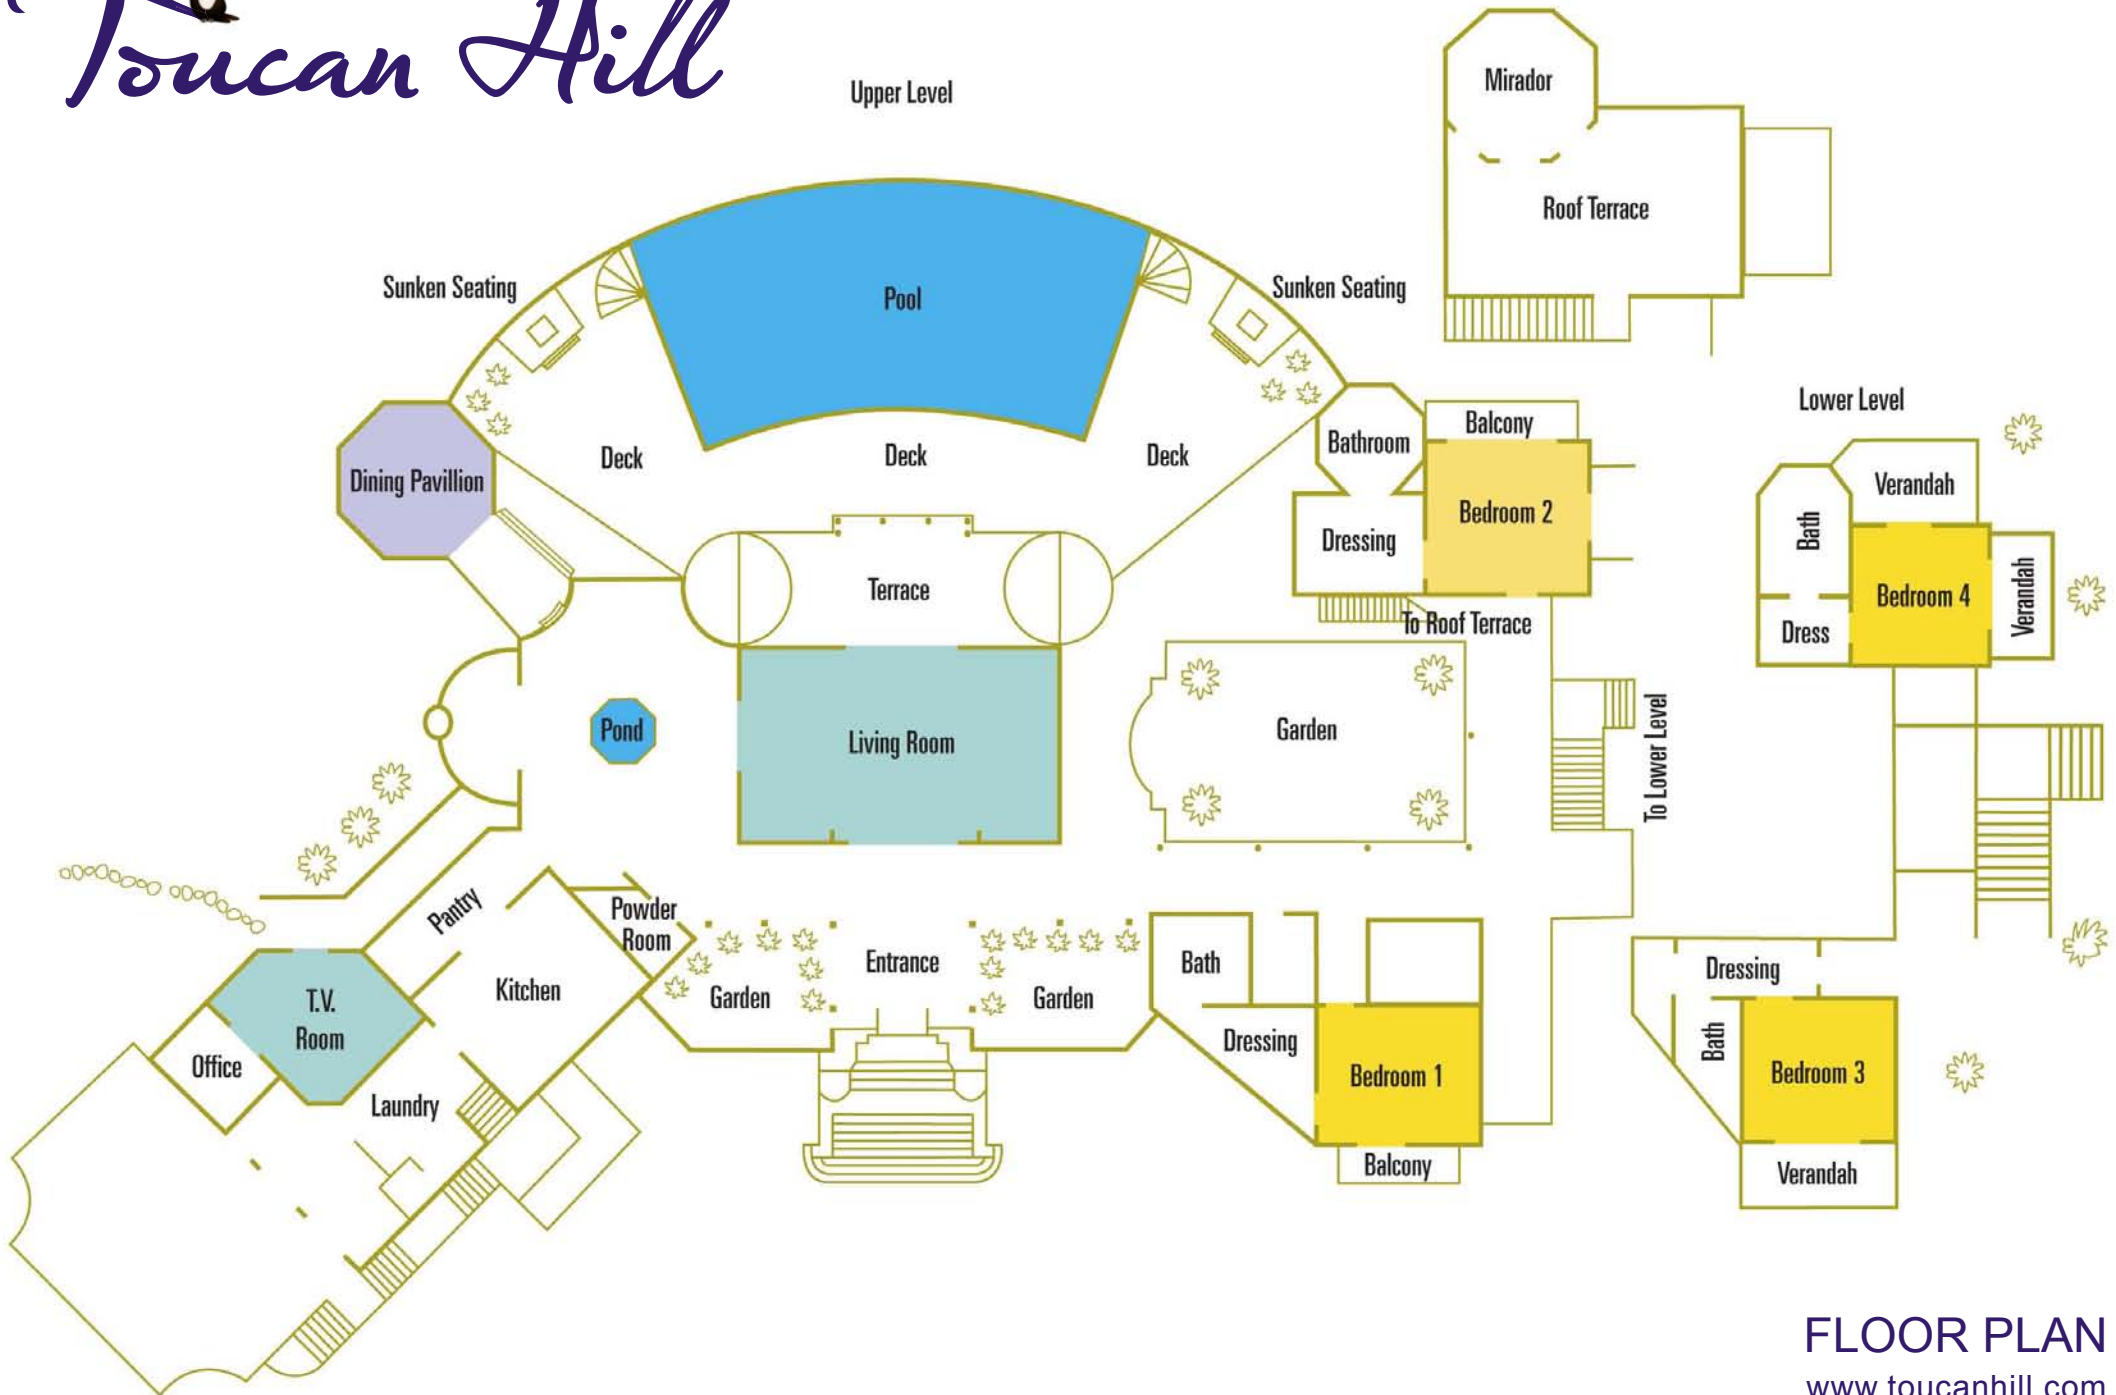 Toucan Hill
Upper Level
Mirador
Roof Terrace
Sunken Seating
Pool
Sunken Seating
Lower Level
Dining Pavillion
Deck
Deck
Deck
Bathroom
Balcony
Bedroom 2
Dressing
To Roof Terrace
Terrace
Verandah
Bath
Bedroom 4
Verandah
Dress
Pond
Living Room
Garden
To Lower Level
Pantry
Powder
Room
Kitchen
Garden
Entrance
Garden
Bath
Dressing
Bedroom 1
Balcony
Dressing
Bath
Bedroom 3
Verandah
T.V.
Room
Office
Laundry
FLOOR PLAN
www.toucanhill.com